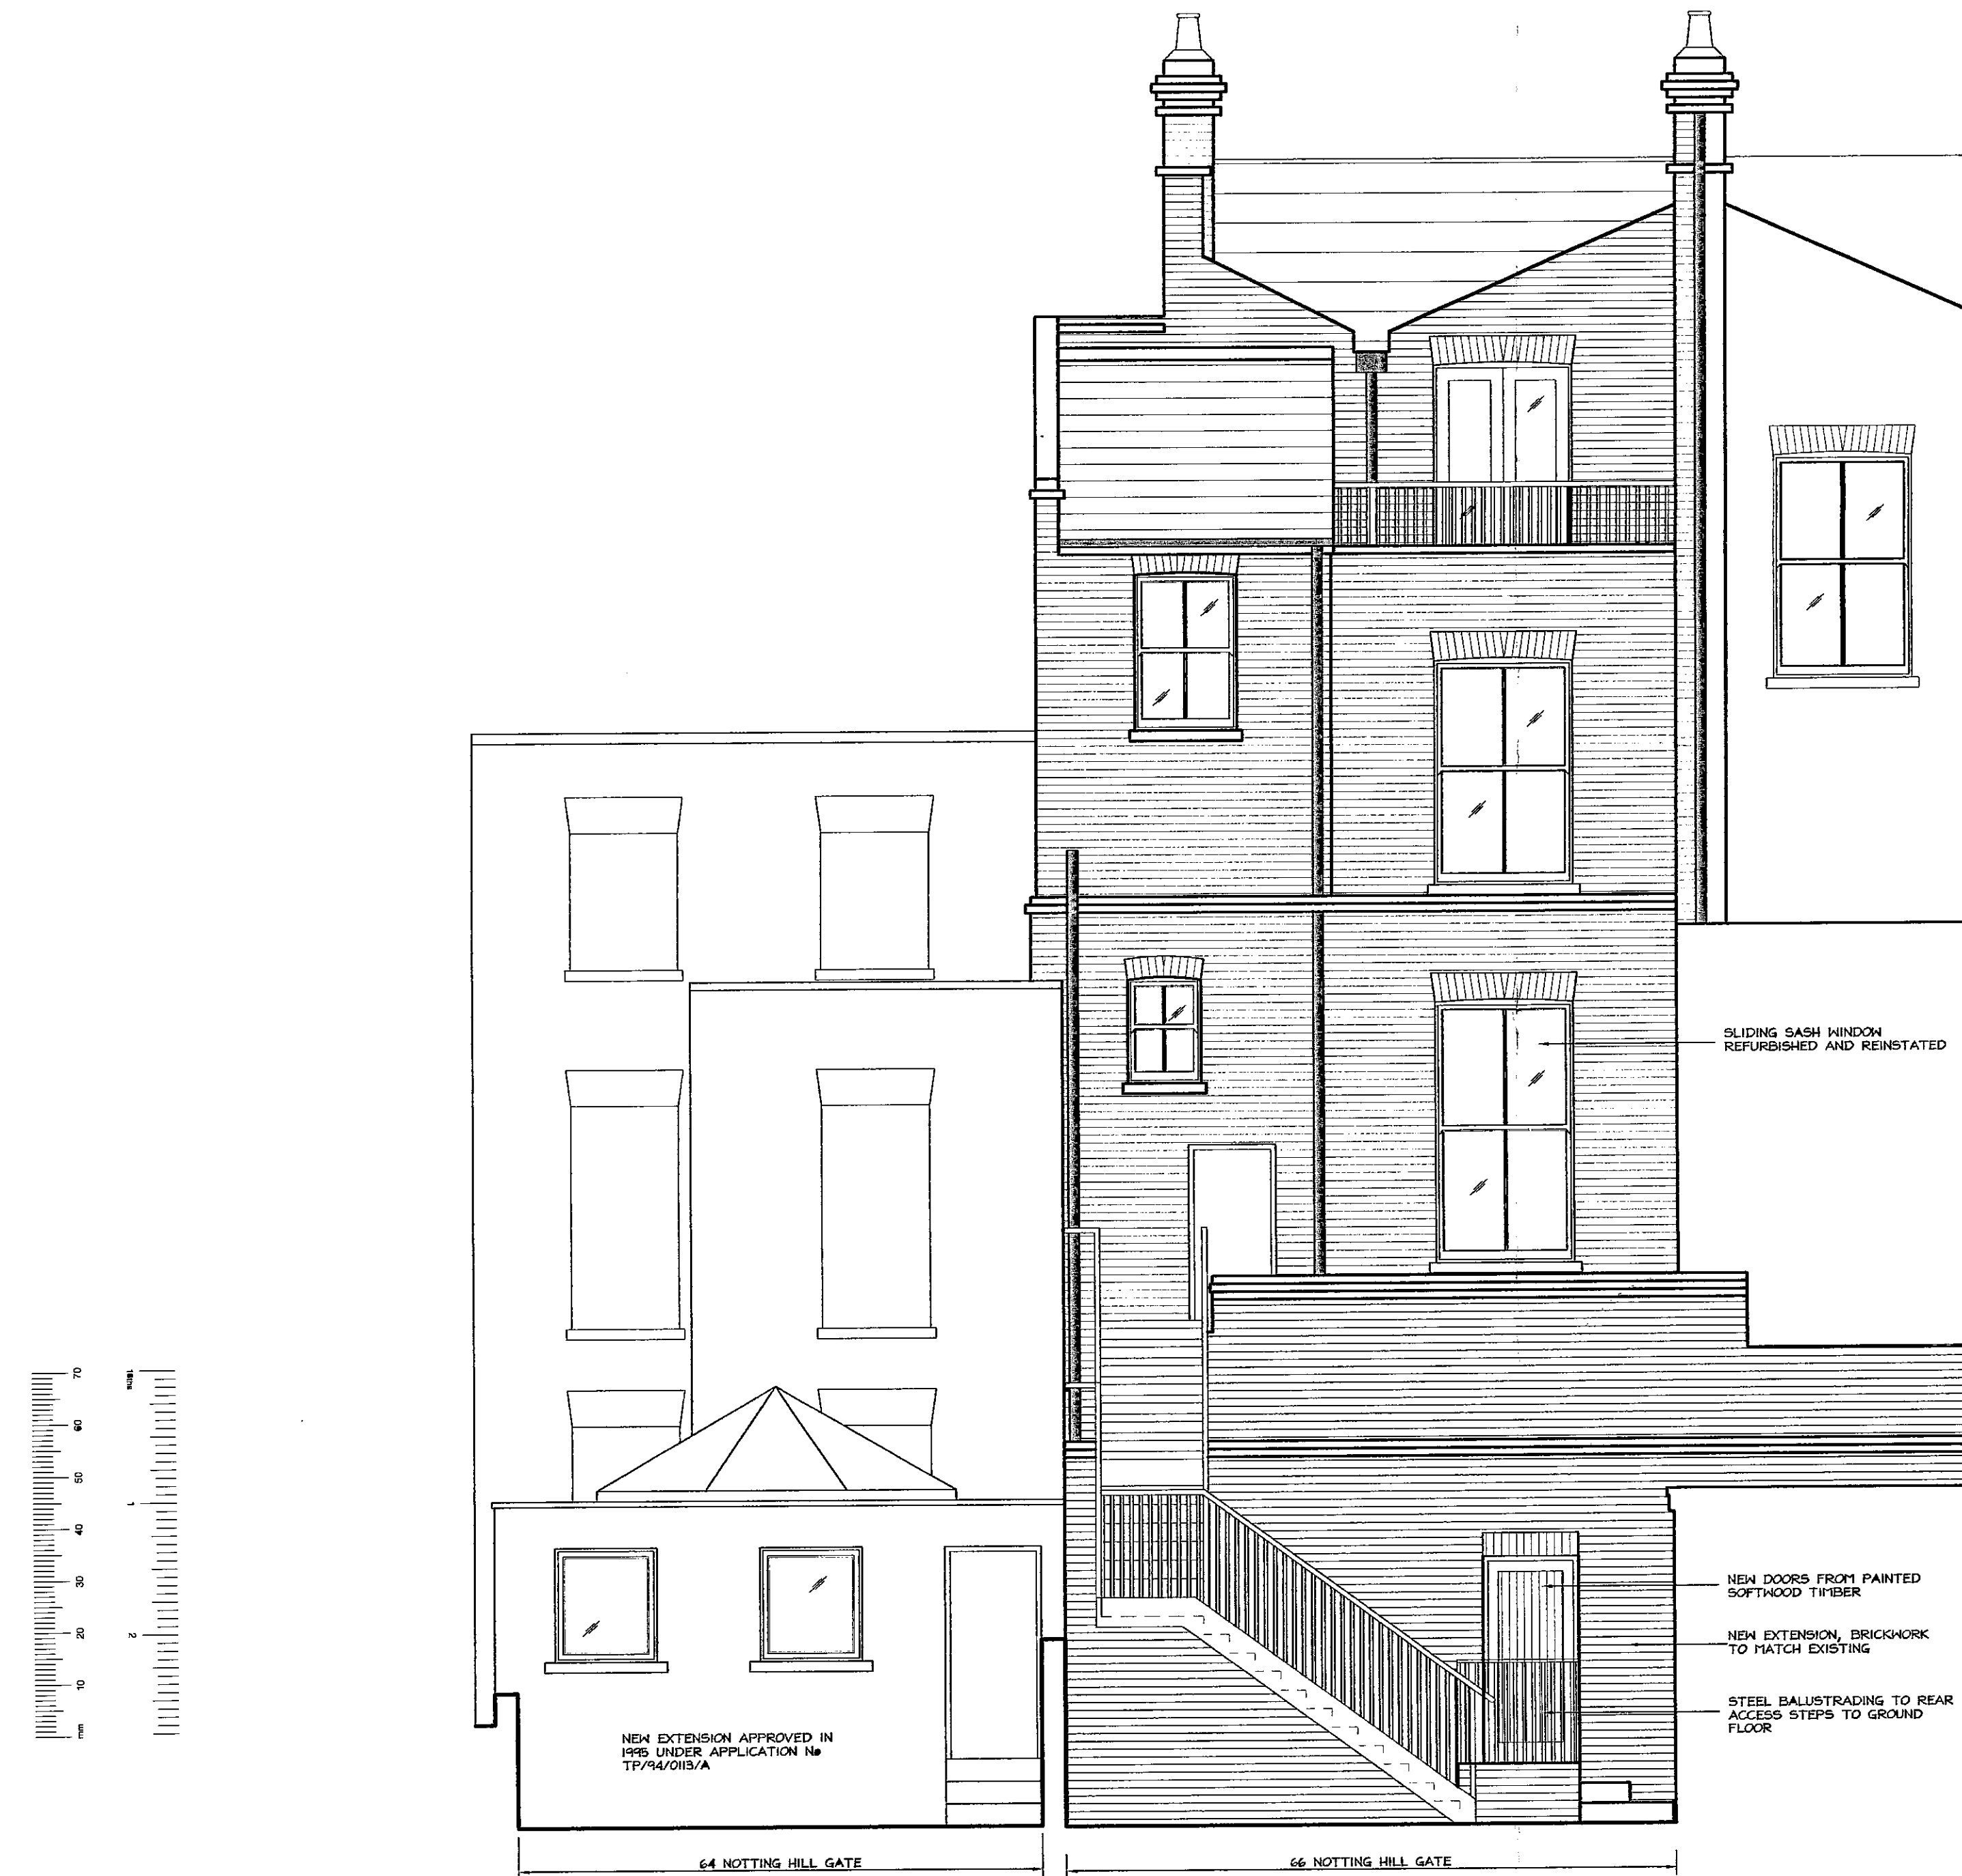 SLIDING SASH WINDOW
REFURBISHED AND REINSTATED
NEW DOORS FROM PAINTED
SOFTWOOD TIMBER
NEW EXTENSION, BRICKWORK
TO MATCH EXISTING
STEEL BALUSTRADING TO REAR
ACCESS STEPS TO GROUND
FLOOR
NEW EXTENSION APPROVED IN
1995 UNDER APPLICATION No
TP/94/0113/A
64 NOTTING HILL GATE
66 NOTTING HILL GATE
70
60
50
40
30
20
10
mm
1
2